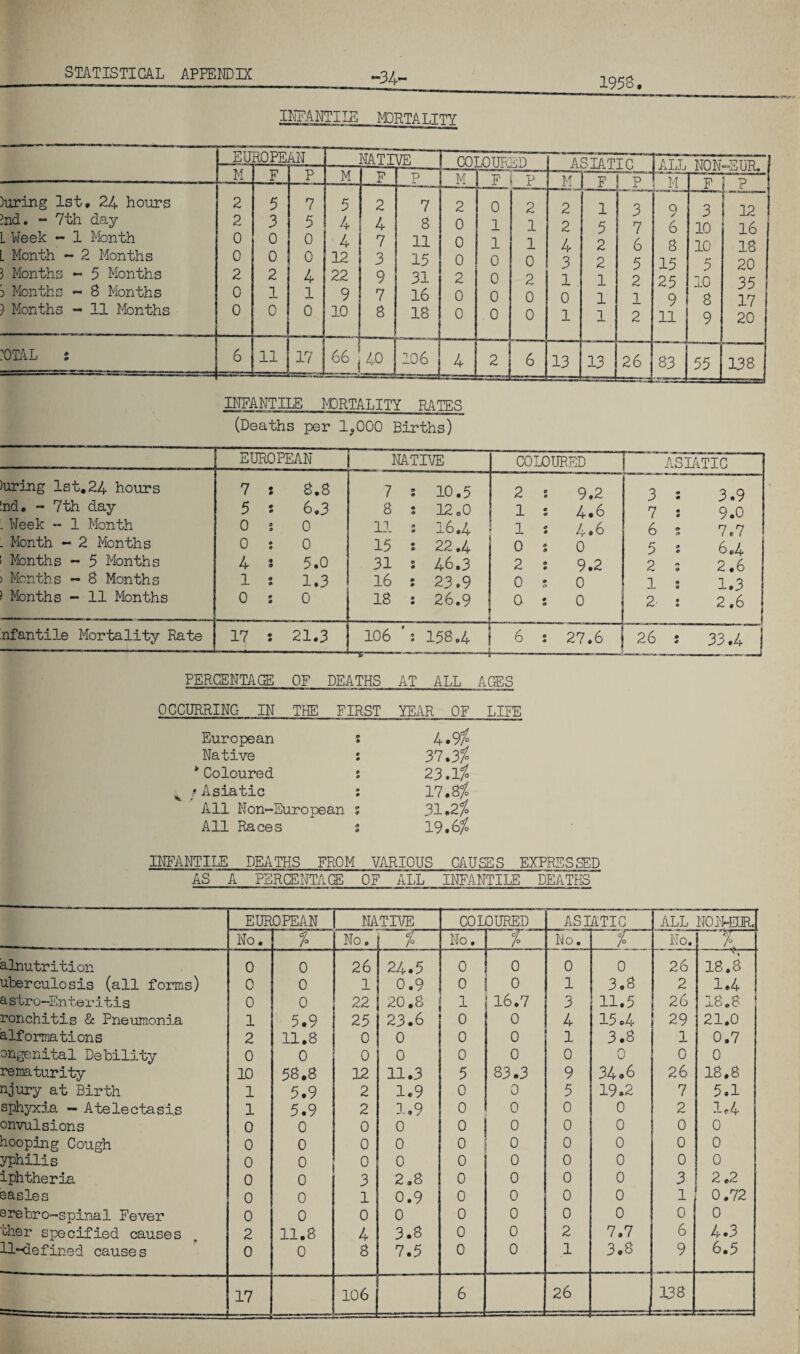 STATISTICAL APPENDIX -34- 1958.
INFANTILE MORTALITY
EUROPEAN NATIVE COLOURED ASIATIC ALL NON-EUR.
M F P M F P M F P M F P M F P
During 1st. 24 hours 2 5 7 5 2 7 2 0 2 2 1 3 9 3 12
2nd. - 7th day 2 3 5 4 4 8 0 1 1 2 5 7 6 10 16
1 Week - 1 Month 0 0 0 4 7 11 0 1 1 4 2 6 8 10 18
1 Month - 2 Months 0 0 0 12 3 15 0 0 0 3 2 5 15 5 20
3 Months - 5 Months 2 2 4 22 9 31 2 0 2 1 1 2 25 10 35
6 Months - 8 Months 0 1 1 9 7 16 0 0 0 0 1 1 9 8 17
9 Months - 11 Months 0 0 0 10 8 18 0 0 0 1 1 2 11 9 20
TOTAL : 6 11 17 66 40 106 4 2 6 13 13 26 83 55 138
INFANTILE MORTALITY RATES
(Deaths per 1,000 Births)
EUROPEAN NATIVE COLOURED ASIATIC
During 1st.24 hours 7 : 8.8 7 : 10.5 2 : 9.2 3 : 3.9
2nd. - 7th day 5 : 6.3 8 : 12.0 1 : 4.6 7 : 9.0
1 Week - 1 Month 0 : 0 11 : 16.4 1 : 4.6 6 : 7.7
1 Month - 2 Months 0 : 0 15 : 22.4 0 : 0 5 : 6.4
3 Months - 5 Months 4 : 5.0 31 : 46.3 2 : 9.2 2 : 2.6
6 Months - 8 Months 1 : 1.3 16 : 23.9 0 : 0 1 : 1.3
9 Months - 11 Months 0 : 0 18 : 26.9 0 : 0 2 : 2.6
nfantile Mortality Rate 17 : 21.3 106 : 158.4 6 : 27.6 26 : 33.4
PERCENTAGE OF DEATHS AT ALL AGES
OCCURRING IN THE FIRST YEAR OF LIFE
European : 4.9%
Native : 37.3%
Coloured : 23.1%
Asiatic : 17.8%
All Non-European : 31.2%
All Races : 19.6%
INFANTILE DEATHS FROM VARIOUS CAUSES EXPRESSED
AS A PERCENTAGE OF ALL INFANTILE DEATHS
EUROPEAN NATIVE COLOURED ASIATIC ALL NON-EUR.
No. % No. % No. % No. % No. %
alnutrition 0 0 26 24.5 0 0 0 0 26 18.8
uberculosis (all forms) 0 0 1 0.9 0 0 1 3.8 2 1.4
astro-Enteritis 0 0 22 20.8 1 16.7 3 11.5 26 18.8
ronchitis & Pneumonia 1 5.9 25 23.6 0 0 4 15.4 29 21.0
alformations 2 11.8 0 0 0 0 1 3.8 1 0.7
ongenital Debility 0 0 0 0 0 0 0 0 0 0
rematurity 10 58.8 12 11.3 5 83.3 9 34.6 26 18.8
njury at Birth 1 5.9 2 1.9 0 0 5 19.2 7 5.1
sphyxia - Atelectasis 1 5.9 2 1.9 0 0 0 0 2 1.4
onvulsions 0 0 0 0 0 0 0 0 0 0
hooping Cough 0 0 0 0 0 0 0 0 0 0
yphilis 0 0 0 0 0 0 0 0 0 0
iphtheria 0 0 3 2.8 0 0 0 0 3 2.2
easles 0 0 1 0.9 0 0 0 0 1 0.72
erebro-spinal Fever 0 0 0 0 0 0 0 0 0 0
ther specified causes 2 11.8 4 3.8 0 0 2 7.7 6 4.3
ll-defined causes 0 0 8 7.5 0 0 1 3.8 9 6.5
17 106 6 26 138